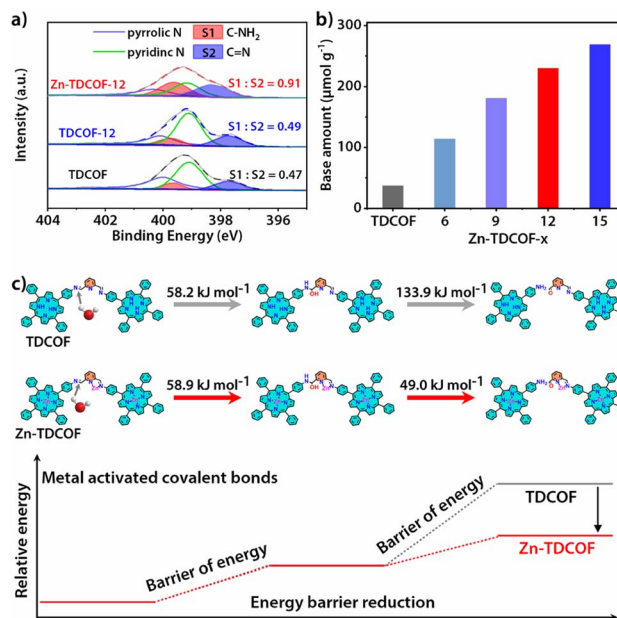 a)
pyrrolic N S1 C-NH₂
pyridinc N S2 C=N
Zn-TDCOF-12
S1 : S2 = 0.91
TDCOF-12
S1 : S2 = 0.49
TDCOF
S1 : S2 = 0.47
Intensity (a.u.)
404 400 398 396
Binding Energy (eV)
b)
Base amount (μmol g⁻¹)
300
200
100
0
TDCOF 6 9 12 15
Zn-TDCOF-x
c)
58.2 kJ mol⁻¹ 133.9 kJ mol⁻¹
TDCOF
58.9 kJ mol⁻¹ 49.0 kJ mol⁻¹
Zn-TDCOF
Relative energy
Metal activated covalent bonds
Barrier of energy
Barrier of energy
TDCOF
Zn-TDCOF
Energy barrier reduction